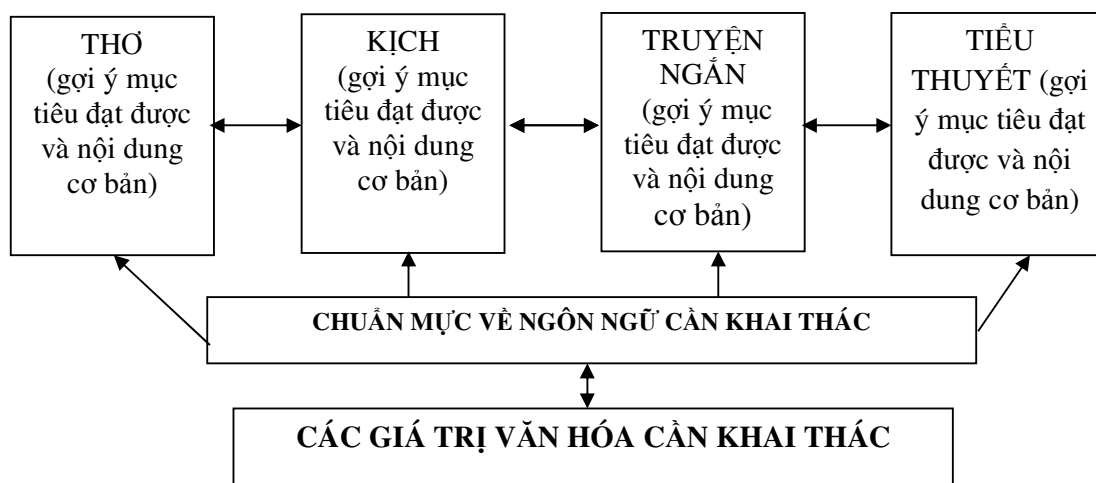 THƠ
(gợi ý mục
tiêu đạt được
và nội dung
cơ bản)
KỊCH
(gợi ý mục
tiêu đạt được
và nội dung
cơ bản)
TRUYỆN
NGẮN
(gợi ý mục
tiêu đạt được
và nội dung
cơ bản)
TIỂU
THUYẾT (gợi
ý mục tiêu đạt
được và nội
dung cơ bản)
CHUẨN MỰC VỀ NGÔN NGỮ CẦN KHAI THÁC
CÁC GIÁ TRỊ VĂN HÓA CẦN KHAI THÁC